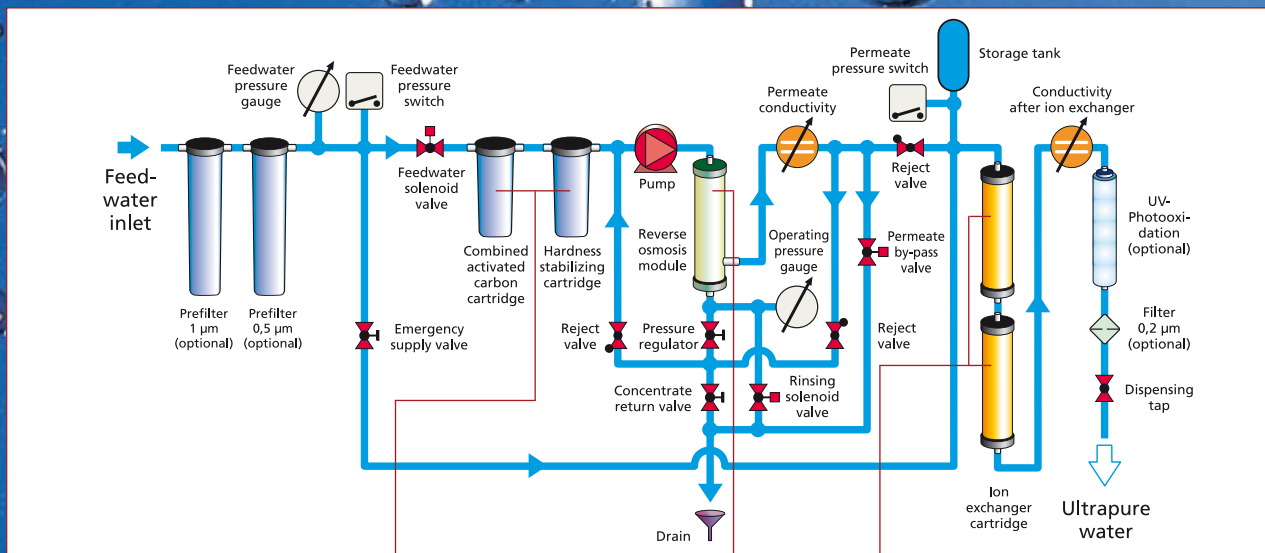 Feedwater
pressure
gauge
Feedwater
pressure
switch
Permeate
pressure switch
Storage tank
Permeate
conductivity
Conductivity
after ion exchanger
Feed-
water
inlet
Feedwater
solenoid
valve
Pump
Reject
valve
Combined
activated
carbon
cartridge
Hardness
stabilizing
cartridge
Reverse
osmosis
module
Operating
pressure
gauge
Permeate
by-pass
valve
UV-
Photooxi-
dation
(optional)
Prefilter
1 µm
(optional)
Prefilter
0,5 µm
(optional)
Emergency
supply valve
Reject
valve
Pressure
regulator
Reject
valve
Filter
0,2 µm
(optional)
Concentrate
return valve
Rinsing
solenoid
valve
Dispensing
tap
Drain
Ion
exchanger
cartridge
Ultrapure
water